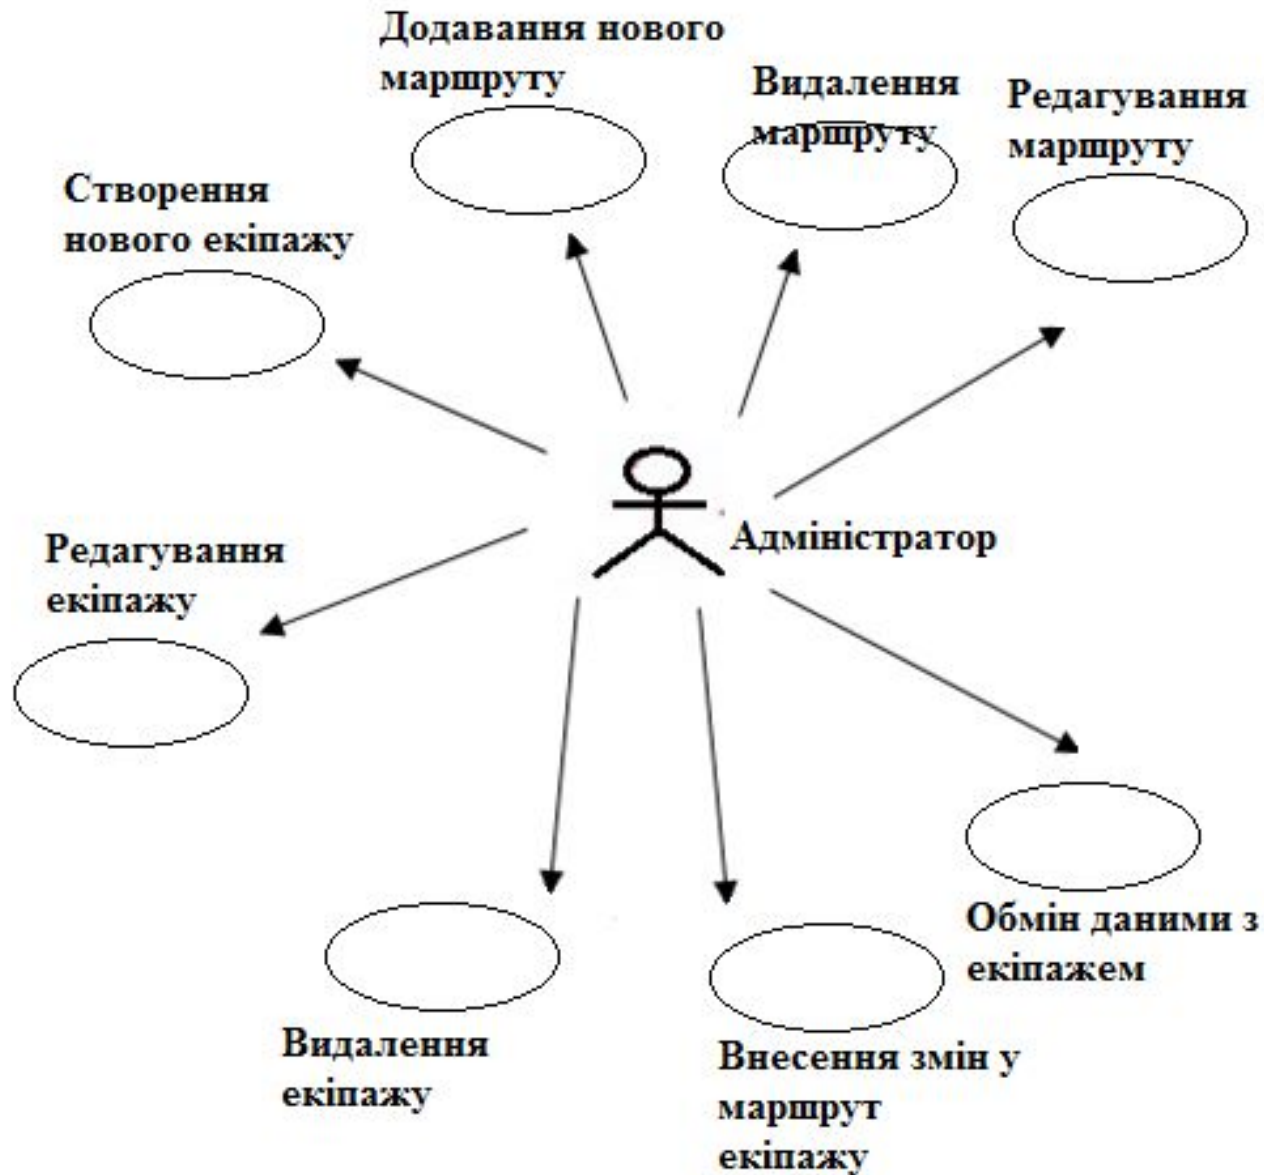 Додавання нового
маршруту
Видалення
маршруту
Редагування
маршруту
Створення
нового екіпажу
Адміністратор
Редагування
екіпажу
Обмін даними з
екіпажем
Видалення
екіпажу
Внесення змін у
маршрут
екіпажу